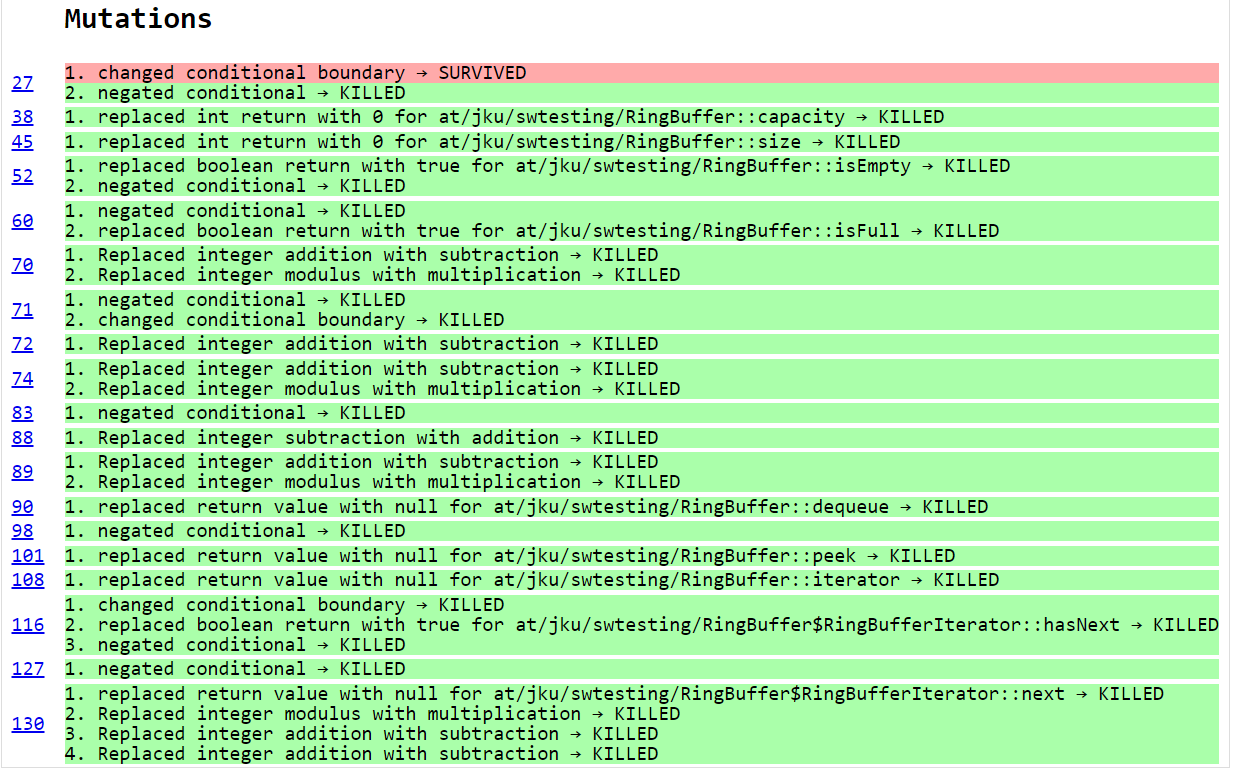 Mutations
27
1. changed conditional boundary → SURVIVED
2. negated conditional → KILLED
38
1. replaced int return with 0 for at/jku/swtesting/RingBuffer::capacity → KILLED
45
1. replaced int return with 0 for at/jku/swtesting/RingBuffer::size → KILLED
52
1. replaced boolean return with true for at/jku/swtesting/RingBuffer::isEmpty → KILLED
2. negated conditional → KILLED
60
1. negated conditional → KILLED
2. replaced boolean return with true for at/jku/swtesting/RingBuffer::isFull → KILLED
70
1. Replaced integer addition with subtraction → KILLED
2. Replaced integer modulus with multiplication → KILLED
71
1. negated conditional → KILLED
2. changed conditional boundary → KILLED
72
1. Replaced integer addition with subtraction → KILLED
74
1. Replaced integer addition with subtraction → KILLED
2. Replaced integer modulus with multiplication → KILLED
83
1. negated conditional → KILLED
88
1. Replaced integer subtraction with addition → KILLED
89
1. Replaced integer addition with subtraction → KILLED
2. Replaced integer modulus with multiplication → KILLED
90
1. replaced return value with null for at/jku/swtesting/RingBuffer::dequeue → KILLED
98
1. negated conditional → KILLED
101
1. replaced return value with null for at/jku/swtesting/RingBuffer::peek → KILLED
108
1. replaced return value with null for at/jku/swtesting/RingBuffer::iterator → KILLED
116
1. changed conditional boundary → KILLED
2. replaced boolean return with true for at/jku/swtesting/RingBuffer$RingBufferIterator::hasNext → KILLED
3. negated conditional → KILLED
127
1. negated conditional → KILLED
130
1. replaced return value with null for at/jku/swtesting/RingBuffer$RingBufferIterator::next → KILLED
2. Replaced integer modulus with multiplication → KILLED
3. Replaced integer addition with subtraction → KILLED
4. Replaced integer addition with subtraction → KILLED